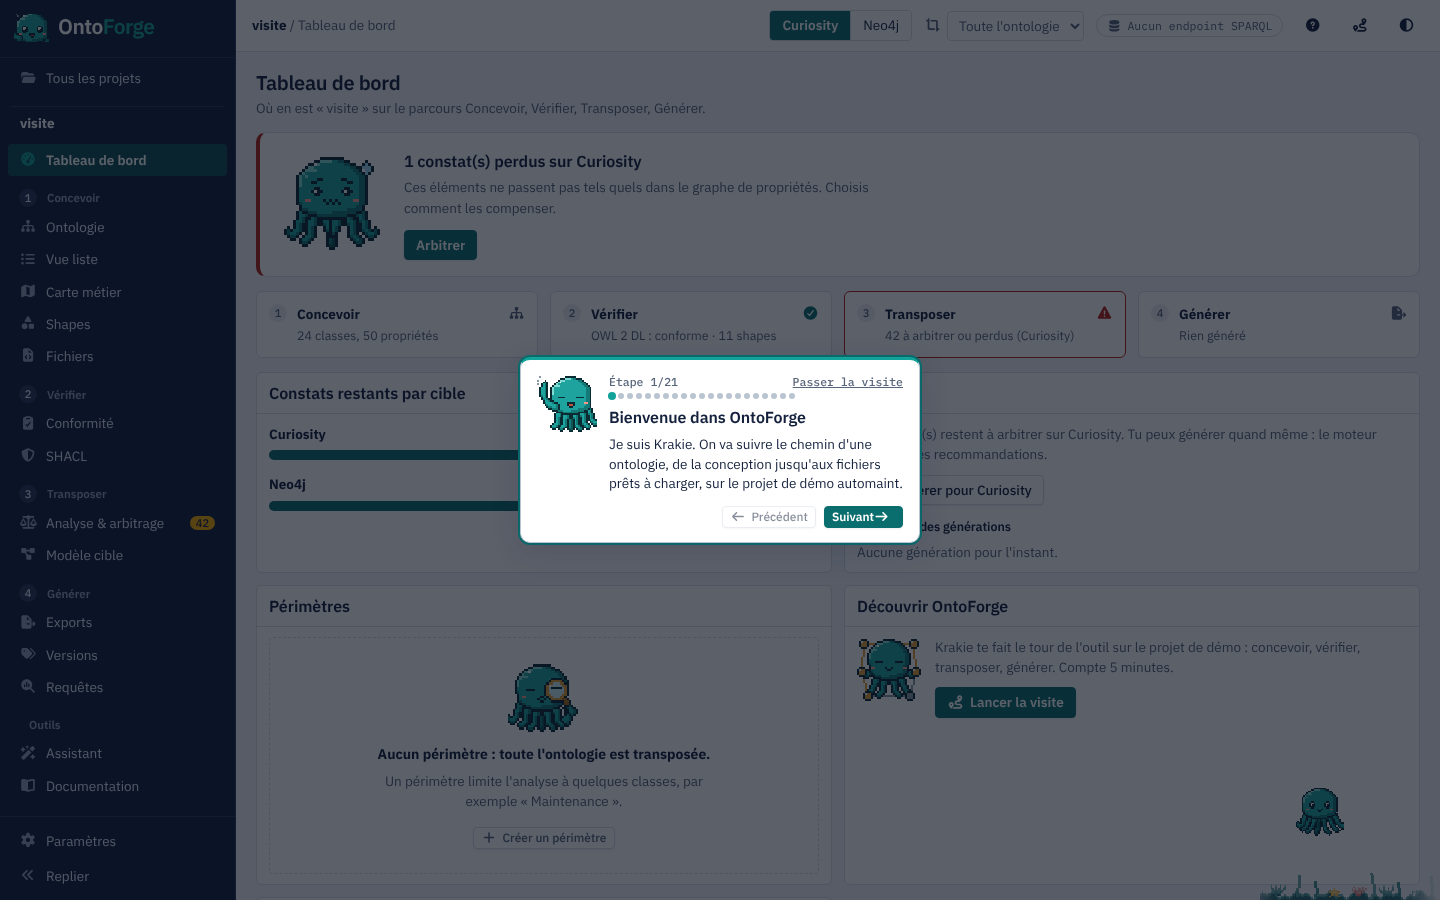 OntoForge
Tous les projets
visite
Tableau de bord
1 Concevoir
Ontologie
Vue liste
Carte métier
Shapes
Fichiers
2 Vérifier
Conformité
SHACL
3 Transposer
Analyse & arbitrage 42
Modèle cible
4 Générer
Exports
Versions
Requêtes
Outils
Assistant
Documentation
Paramètres
Replier
visite / Tableau de bord
Curiosity Neo4j Toute l'ontologie Aucun endpoint SPARQL
Tableau de bord
Où en est « visite » sur le parcours Concevoir, Vérifier, Transposer, Générer.
1 constat(s) perdus sur Curiosity
Ces éléments ne passent pas tels quels dans le graphe de propriétés. Choisis
comment les compenser.
Arbitrer
1 Concevoir
24 classes, 50 propriétés
2 Vérifier
OWL 2 DL : conforme · 11 shapes
3 Transposer
42 à arbitrer ou perdus (Curiosity)
4 Générer
Rien généré
Constats restants par cible
Curiosity
Neo4j
Étape 1/21 Passer la visite
Bienvenue dans OntoForge
Je suis Krakie. On va suivre le chemin d'une
ontologie, de la conception jusqu'aux fichiers
prêts à charger, sur le projet de démo automaint.
Précédent Suivant
(s) restent à arbitrer sur Curiosity. Tu peux générer quand même : le moteur
recommandations.
pour Curiosity
des générations
Aucune génération pour l'instant.
Périmètres
Aucun périmètre : toute l'ontologie est transposée.
Un périmètre limite l'analyse à quelques classes, par
exemple « Maintenance ».
Créer un périmètre
Découvrir OntoForge
Krakie te fait le tour de l'outil sur le projet de démo : concevoir, vérifier,
transposer, générer. Compte 5 minutes.
Lancer la visite